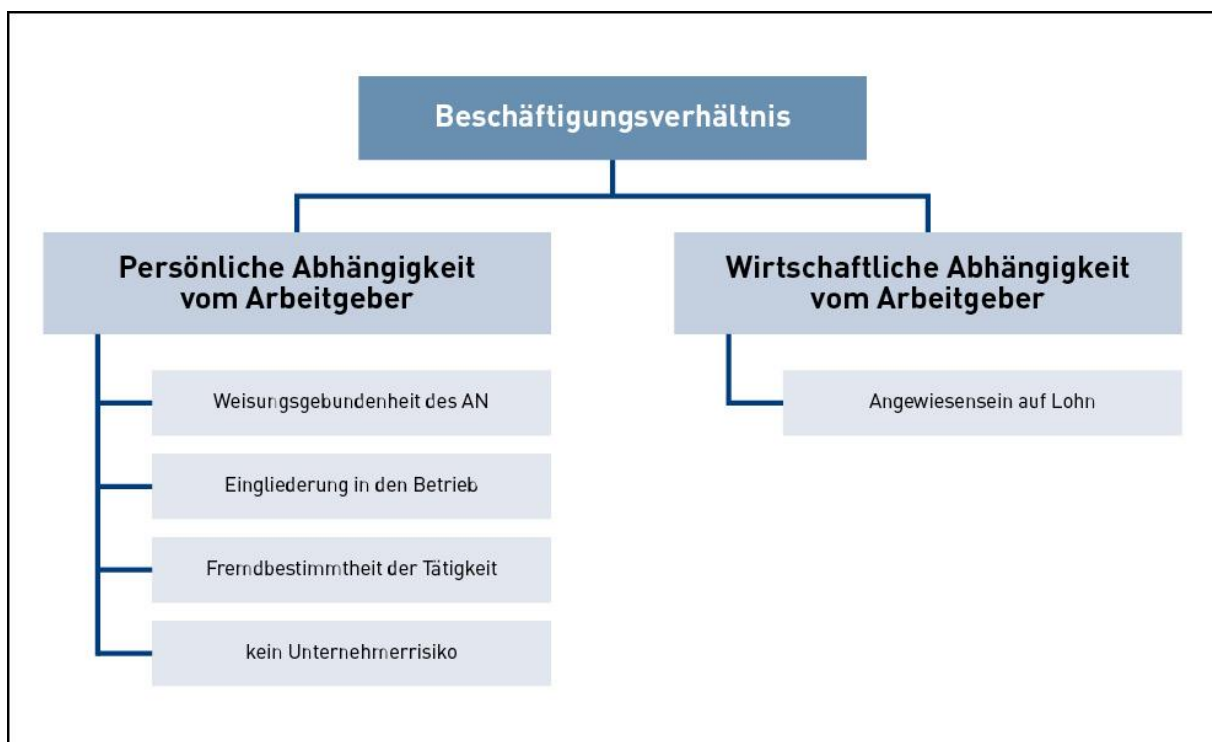 Beschäftigungsverhältnis
Persönliche Abhängigkeit
vom Arbeitgeber
Weisungsgebundenheit des AN
Eingliederung in den Betrieb
Fremdbestimmtheit der Tätigkeit
kein Unternehmerrisiko
Wirtschaftliche Abhängigkeit
vom Arbeitgeber
Angewiesensein auf Lohn